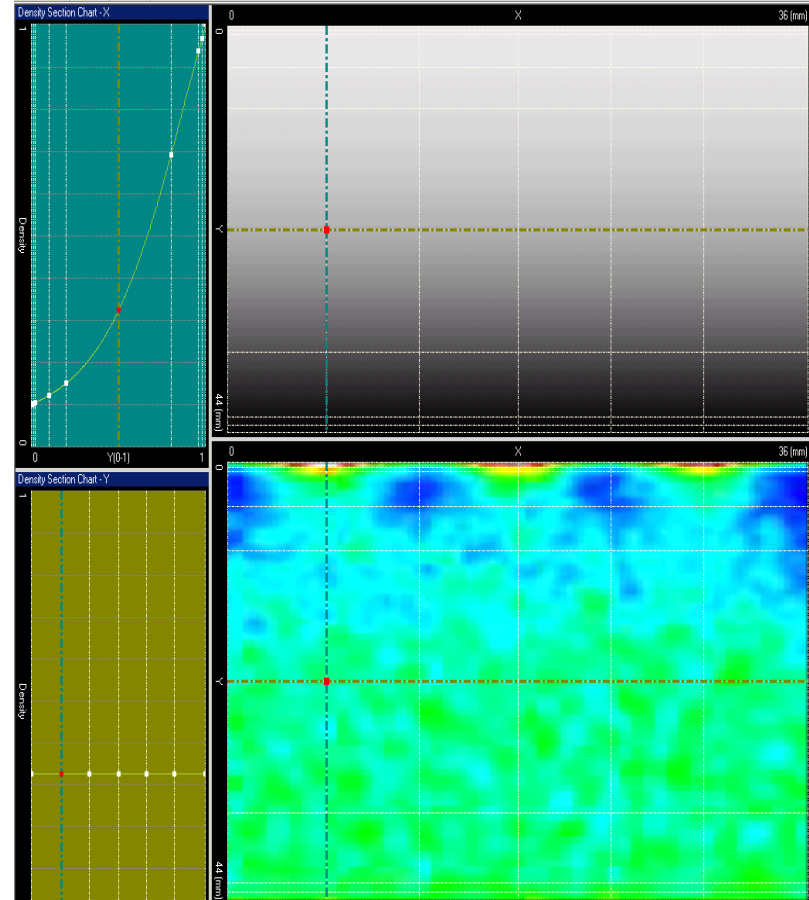 Density Section Chart - X
1
Density
0
0 Y(0-1) 1
0 X 36 (mm)
0
Y
44 (mm)
Density Section Chart - Y
1
Density
0 X 36 (mm)
0
Y
44 (mm)